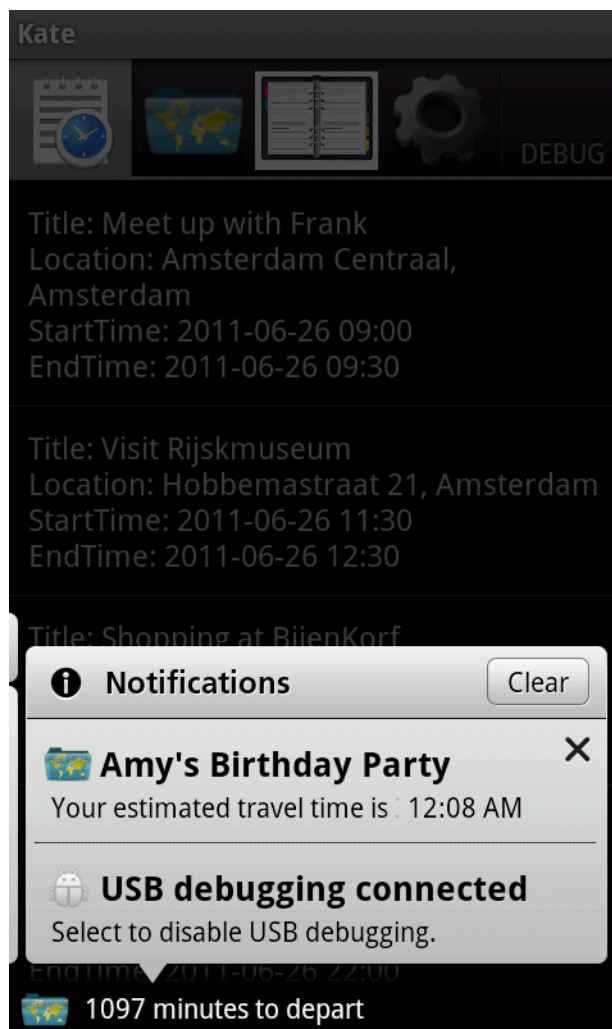 Kate
DEBUG
Title: Meet up with Frank
Location: Amsterdam Centraal,
Amsterdam
StartTime: 2011-06-26 09:00
EndTime: 2011-06-26 09:30
Title: Visit Rijskmuseum
Location: Hobbemastraat 21, Amsterdam
StartTime: 2011-06-26 11:30
EndTime: 2011-06-26 12:30
Title: Shopping at BijenKorf
Notifications
Clear
Amy's Birthday Party
Your estimated travel time is 12:08 AM
USB debugging connected
Select to disable USB debugging.
EndTime: 2011-06-26 22:00
1097 minutes to depart